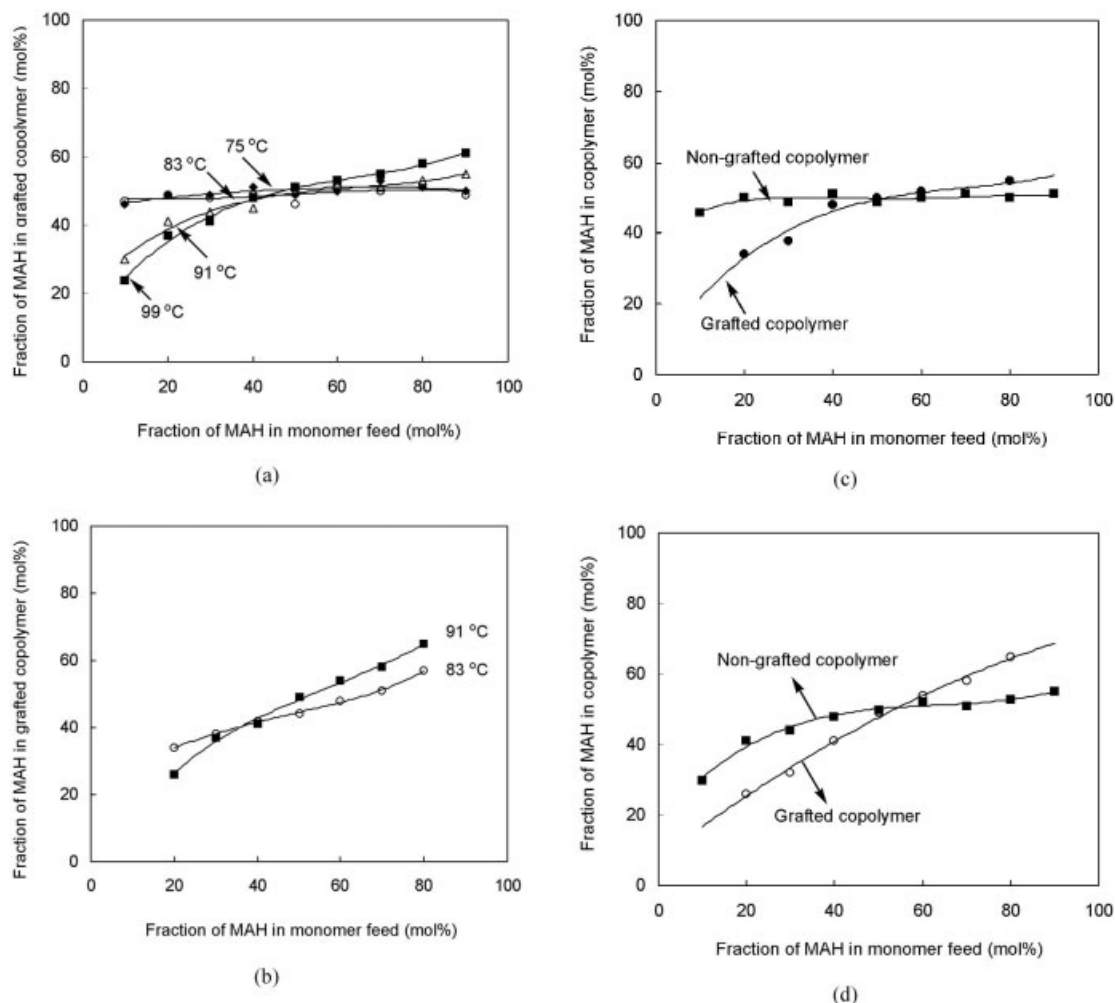 Fraction of MAH in grafted copolymer (mol%)
100
80
60
40
20
0
75 °C
83 °C
91 °C
99 °C
0 20 40 60 80 100
Fraction of MAH in monomer feed (mol%)
(a)
Fraction of MAH in grafted copolymer (mol%)
100
80
60
40
20
0
91 °C
83 °C
0 20 40 60 80 100
Fraction of MAH in monomer feed (mol%)
(b)
Fraction of MAH in copolymer (mol%)
100
80
60
40
20
0
Non-grafted copolymer
Grafted copolymer
0 20 40 60 80 100
Fraction of MAH in monomer feed (mol%)
(c)
Fraction of MAH in copolymer (mol%)
100
80
60
40
20
0
Non-grafted copolymer
Grafted copolymer
0 20 40 60 80 100
Fraction of MAH in monomer feed (mol%)
(d)